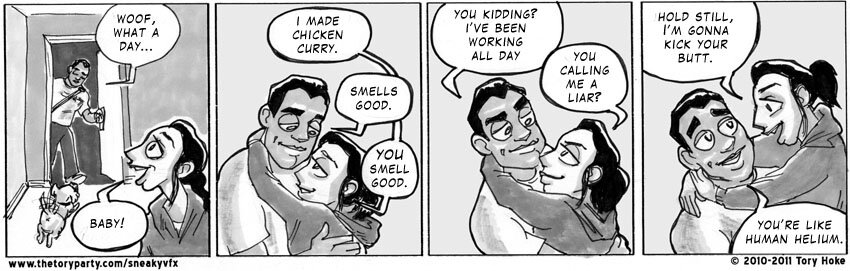 WOOF,
WHAT A
DAY...
BABY!
I MADE
CHICKEN
CURRY.
SMELLS
GOOD.
YOU
SMELL
GOOD.
YOU KIDDING?
I'VE BEEN
WORKING
ALL DAY
YOU
CALLING
ME A
LIAR?
HOLD STILL,
I'M GONNA
KICK YOUR
BUTT.
YOU'RE LIKE
HUMAN HELIUM.
www.thetoryparty.com/sneakyvfx
© 2010-2011 Tory Hoke